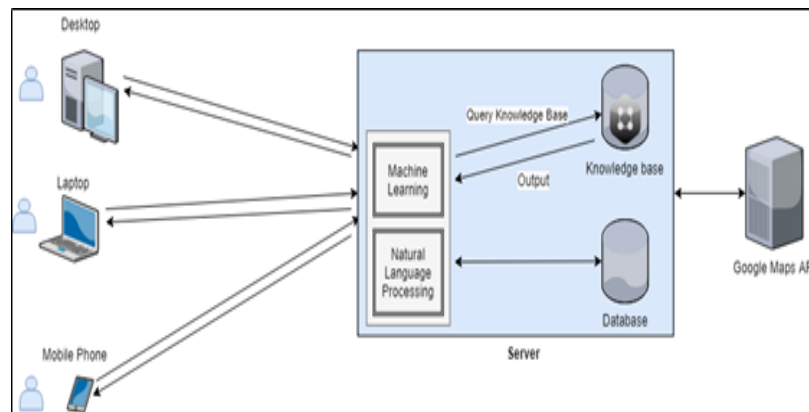 Desktop
Laptop
Mobile Phone
Machine
Learning
Natural
Language
Processing
Query Knowledge Base
Output
Knowledge base
Database
Server
Google Maps AP